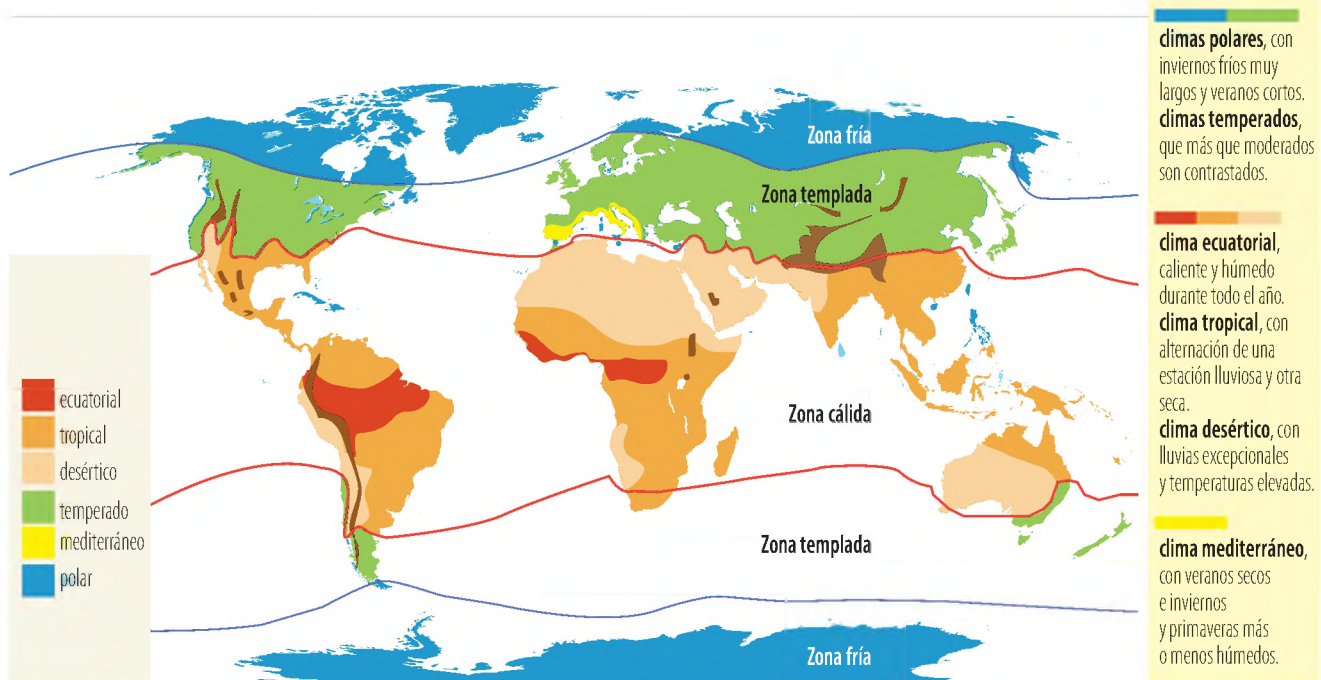 Zona fría
Zona templada
Zona cálida
Zona templada
Zona fría
ecuatorial
tropical
desértico
temperado
mediterráneo
polar
climas polares, con
inviernos fríos muy
largos y veranos cortos.
climas temperados,
que más que moderados
son contrastados.
clima ecuatorial,
caliente y húmedo
durante todo el año.
clima tropical, con
alternación de una
estación lluviosa y otra
seca.
clima desértico, con
lluvias excepcionales
y temperaturas elevadas.
clima mediterráneo,
con veranos secos
e inviernos
y primaveras más
o menos húmedos.